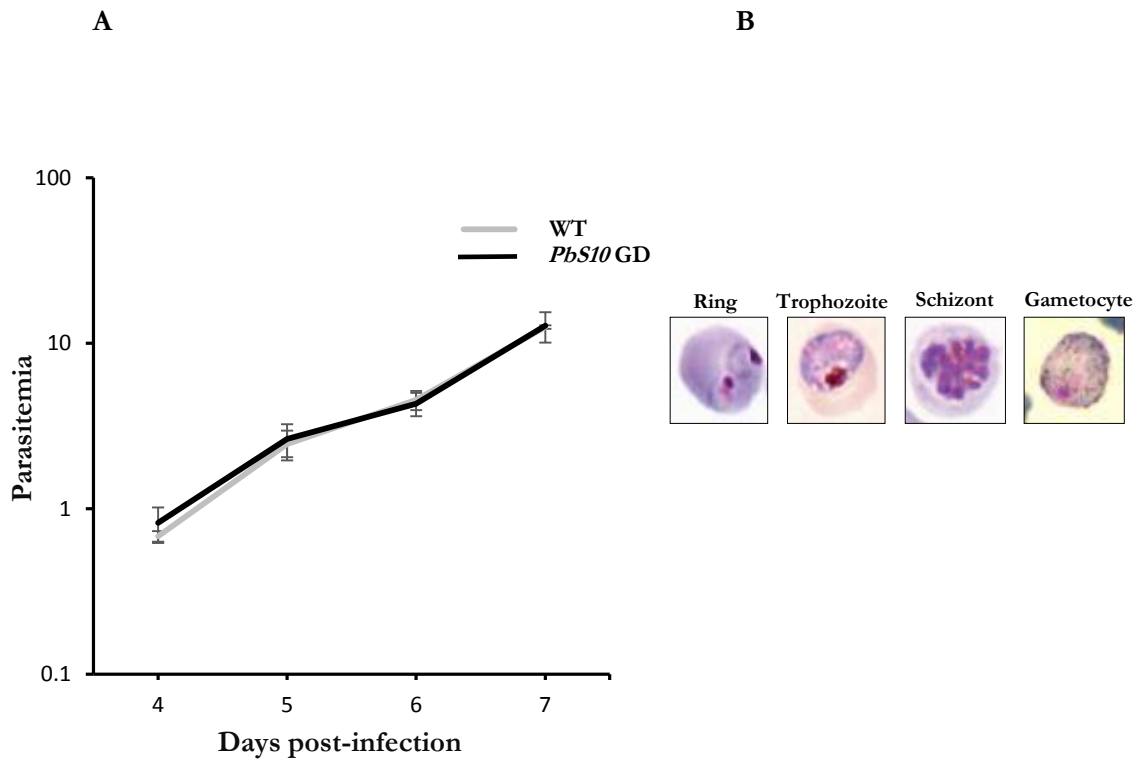 A
B
100
10
1
0.1
Parasitemia
WT
PbS10 GD
4 5 6 7
Days post-infection
Ring Trophozoite Schizont Gametocyte